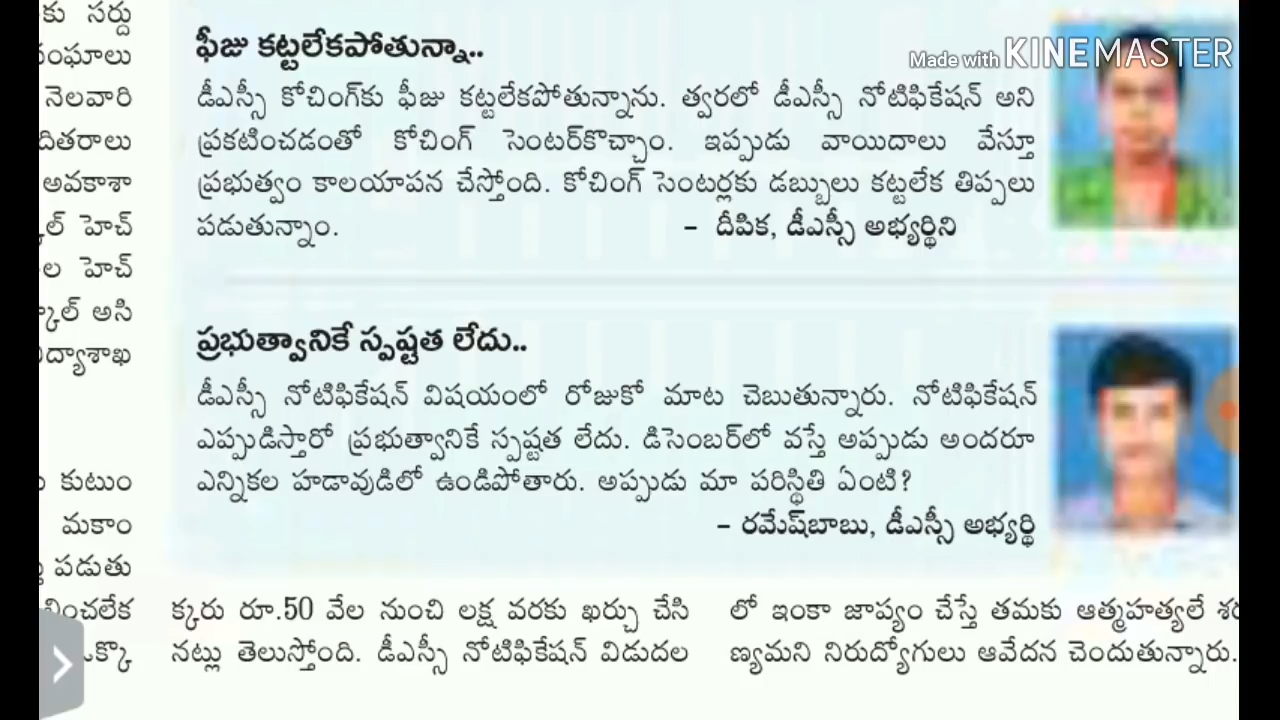 Made with KINEMASTER
కు సర్దు
నెలవారి
అవకాశా
హెచ్
ల హెచ్
అసి
ఫీజు కట్టలేకపోతున్నా..
డీఎస్సీ కోచింగ్‌కు ఫీజు కట్టలేకపోతున్నాను. త్వరలో డీఎస్సీ నోటిఫికేషన్ అని
ప్రకటించడంతో కోచింగ్ సెంటర్‌కొచ్చాం. ఇప్పుడు వాయిదాలు వేస్తూ
ప్రభుత్వం కాలయాపన చేస్తోంది. కోచింగ్ సెంటర్లకు డబ్బులు కట్టలేక తిప్పలు
పడుతున్నాం.
– దీపిక, డీఎస్సీ అభ్యర్థిని
ప్రభుత్వానికే స్పష్టత లేదు..
డీఎస్సీ నోటిఫికేషన్ విషయంలో రోజుకో మాట చెబుతున్నారు. నోటిఫికేషన్
ఎప్పుడిస్తారో ప్రభుత్వానికే స్పష్టత లేదు. డిసెంబర్‌లో వస్తే అప్పుడు అందరూ
ఎన్నికల హడావుడిలో ఉండిపోతారు. అప్పుడు మా పరిస్థితి ఏంటి?
– రమేష్‌బాబు, డీఎస్సీ అభ్యర్థి
కుటుం
మకాం
పడుతు
క్కరు రూ.50 వేల నుంచి లక్ష వరకు ఖర్చు చేసి
నట్లు తెలుస్తోంది. డీఎస్సీ నోటిఫికేషన్ విడుదల
లో ఇంకా జాప్యం చేస్తే తమకు ఆత్మహత్యలే
ణ్యమని నిరుద్యోగులు ఆవేదన చెందుతున్నారు.